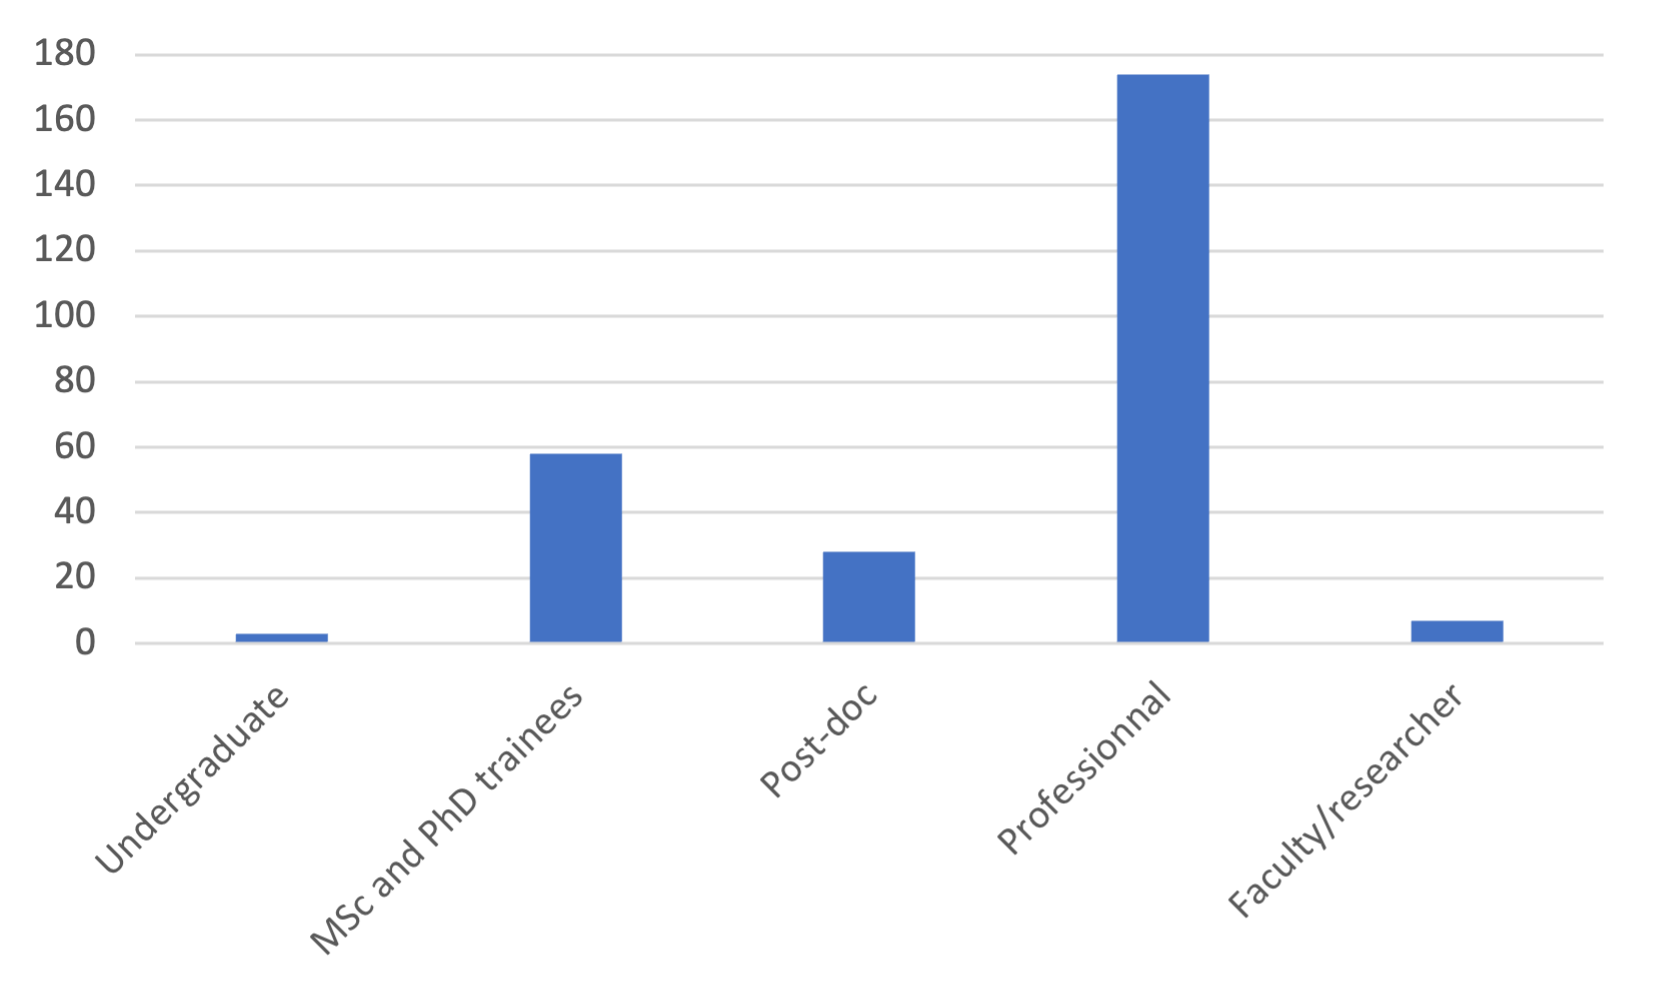 180
160
140
120
100
80
60
40
20
0
Undergraduate
MSc and PhD trainees
Post-doc
Professionnal
Faculty/researcher